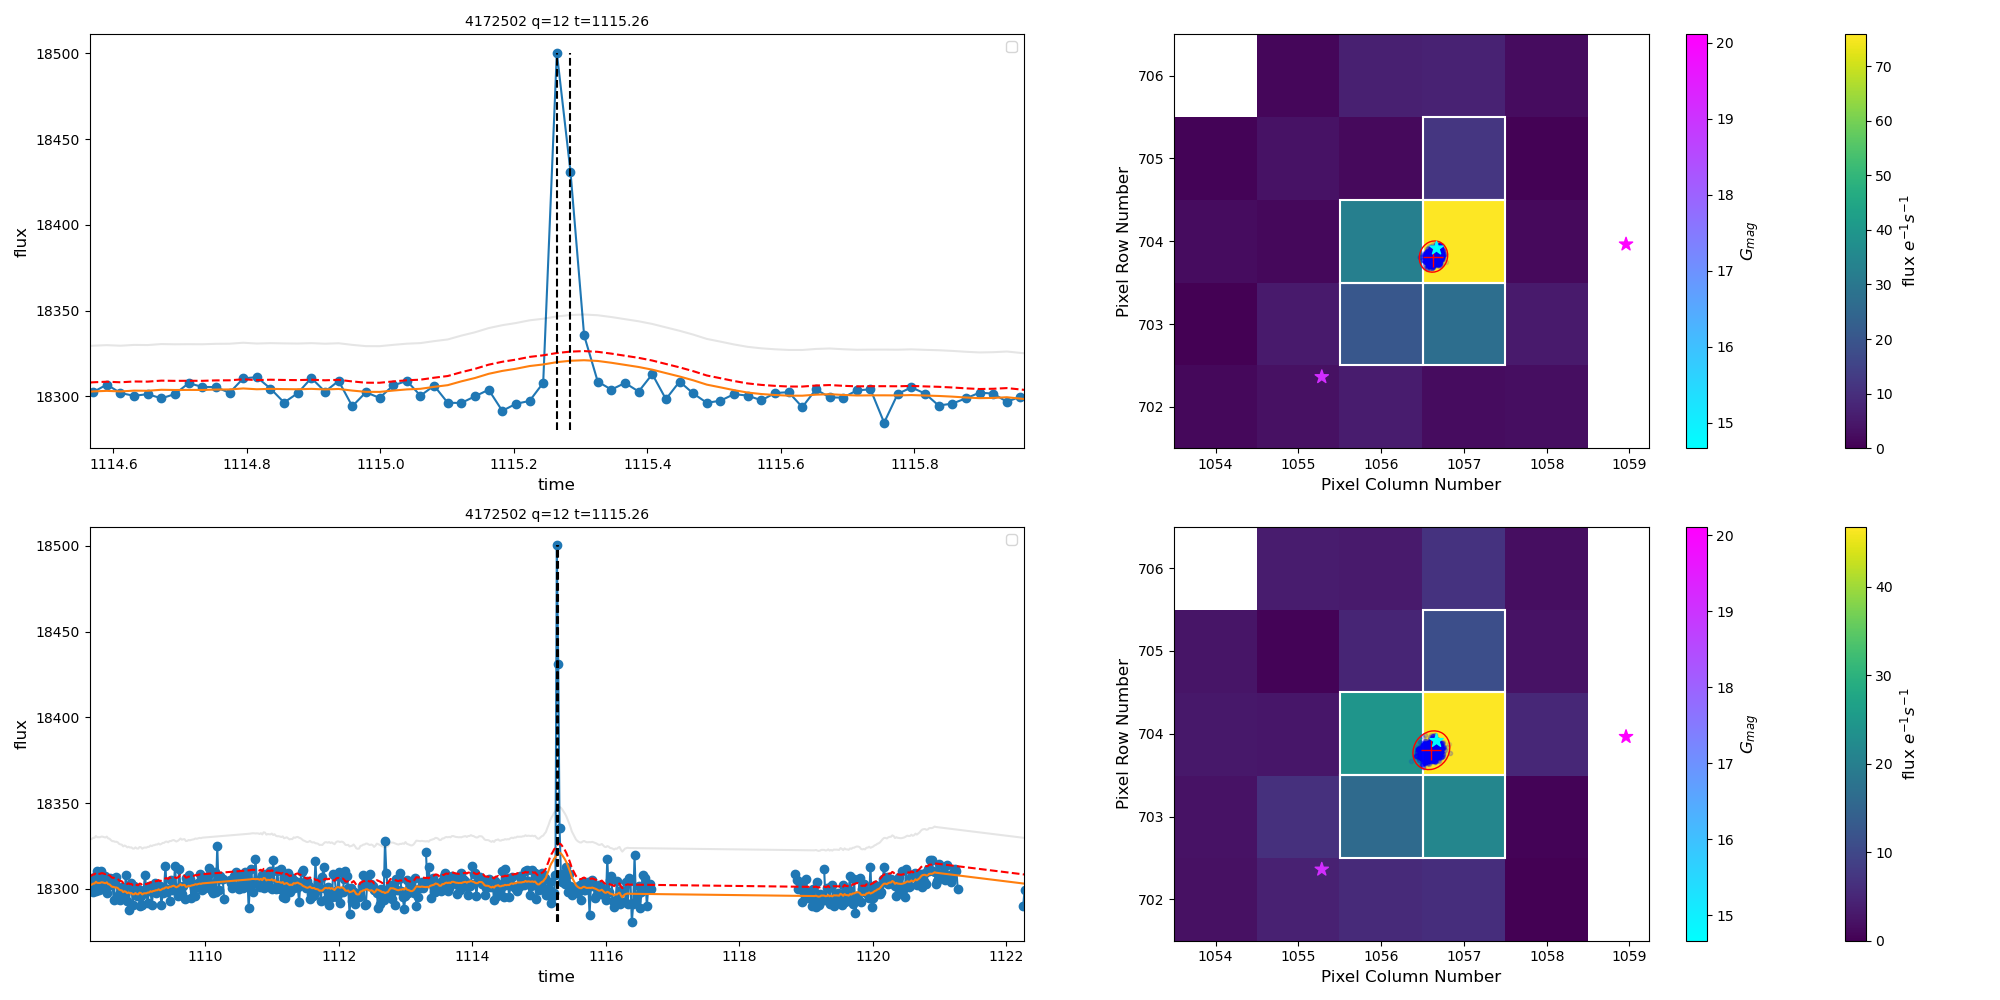 4172502 q=12 t=1115.26
flux
18500
18450
18400
18350
18300
1114.6 1114.8 1115.0 1115.2 1115.4 1115.6 1115.8
time
Pixel Row Number
706
705
704
703
702
1054 1055 1056 1057 1058 1059
Pixel Column Number
20
19
18
17
16
15
G_mag
70
60
50
40
30
20
10
0
flux e⁻¹s⁻¹
4172502 q=12 t=1115.26
flux
18500
18450
18400
18350
18300
1110 1112 1114 1116 1118 1120 1122
time
Pixel Row Number
706
705
704
703
702
1054 1055 1056 1057 1058 1059
Pixel Column Number
20
19
18
17
16
15
G_mag
40
30
20
10
0
flux e⁻¹s⁻¹